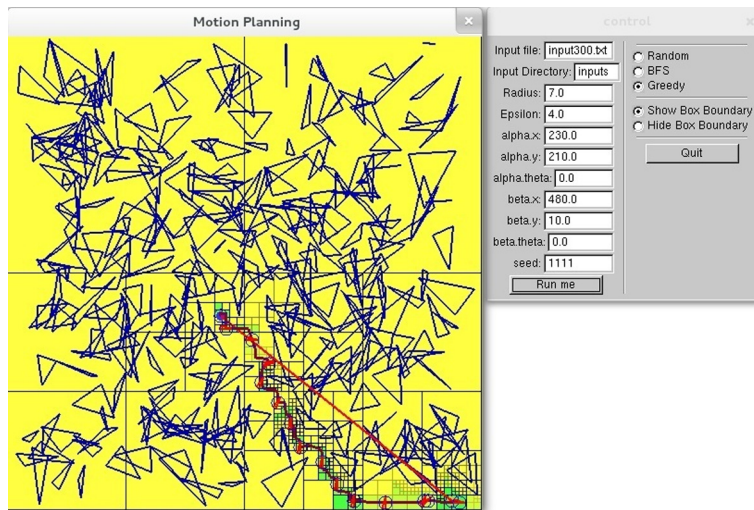 Motion Planning
control
Input file: input300.txt
Input Directory: inputs
Radius: 7.0
Epsilon: 4.0
alpha.x: 230.0
alpha.y: 210.0
alpha.theta: 0.0
beta.x: 480.0
beta.y: 10.0
beta.theta: 0.0
seed: 1111
Run me
Random
BFS
Greedy
Show Box Boundary
Hide Box Boundary
Quit